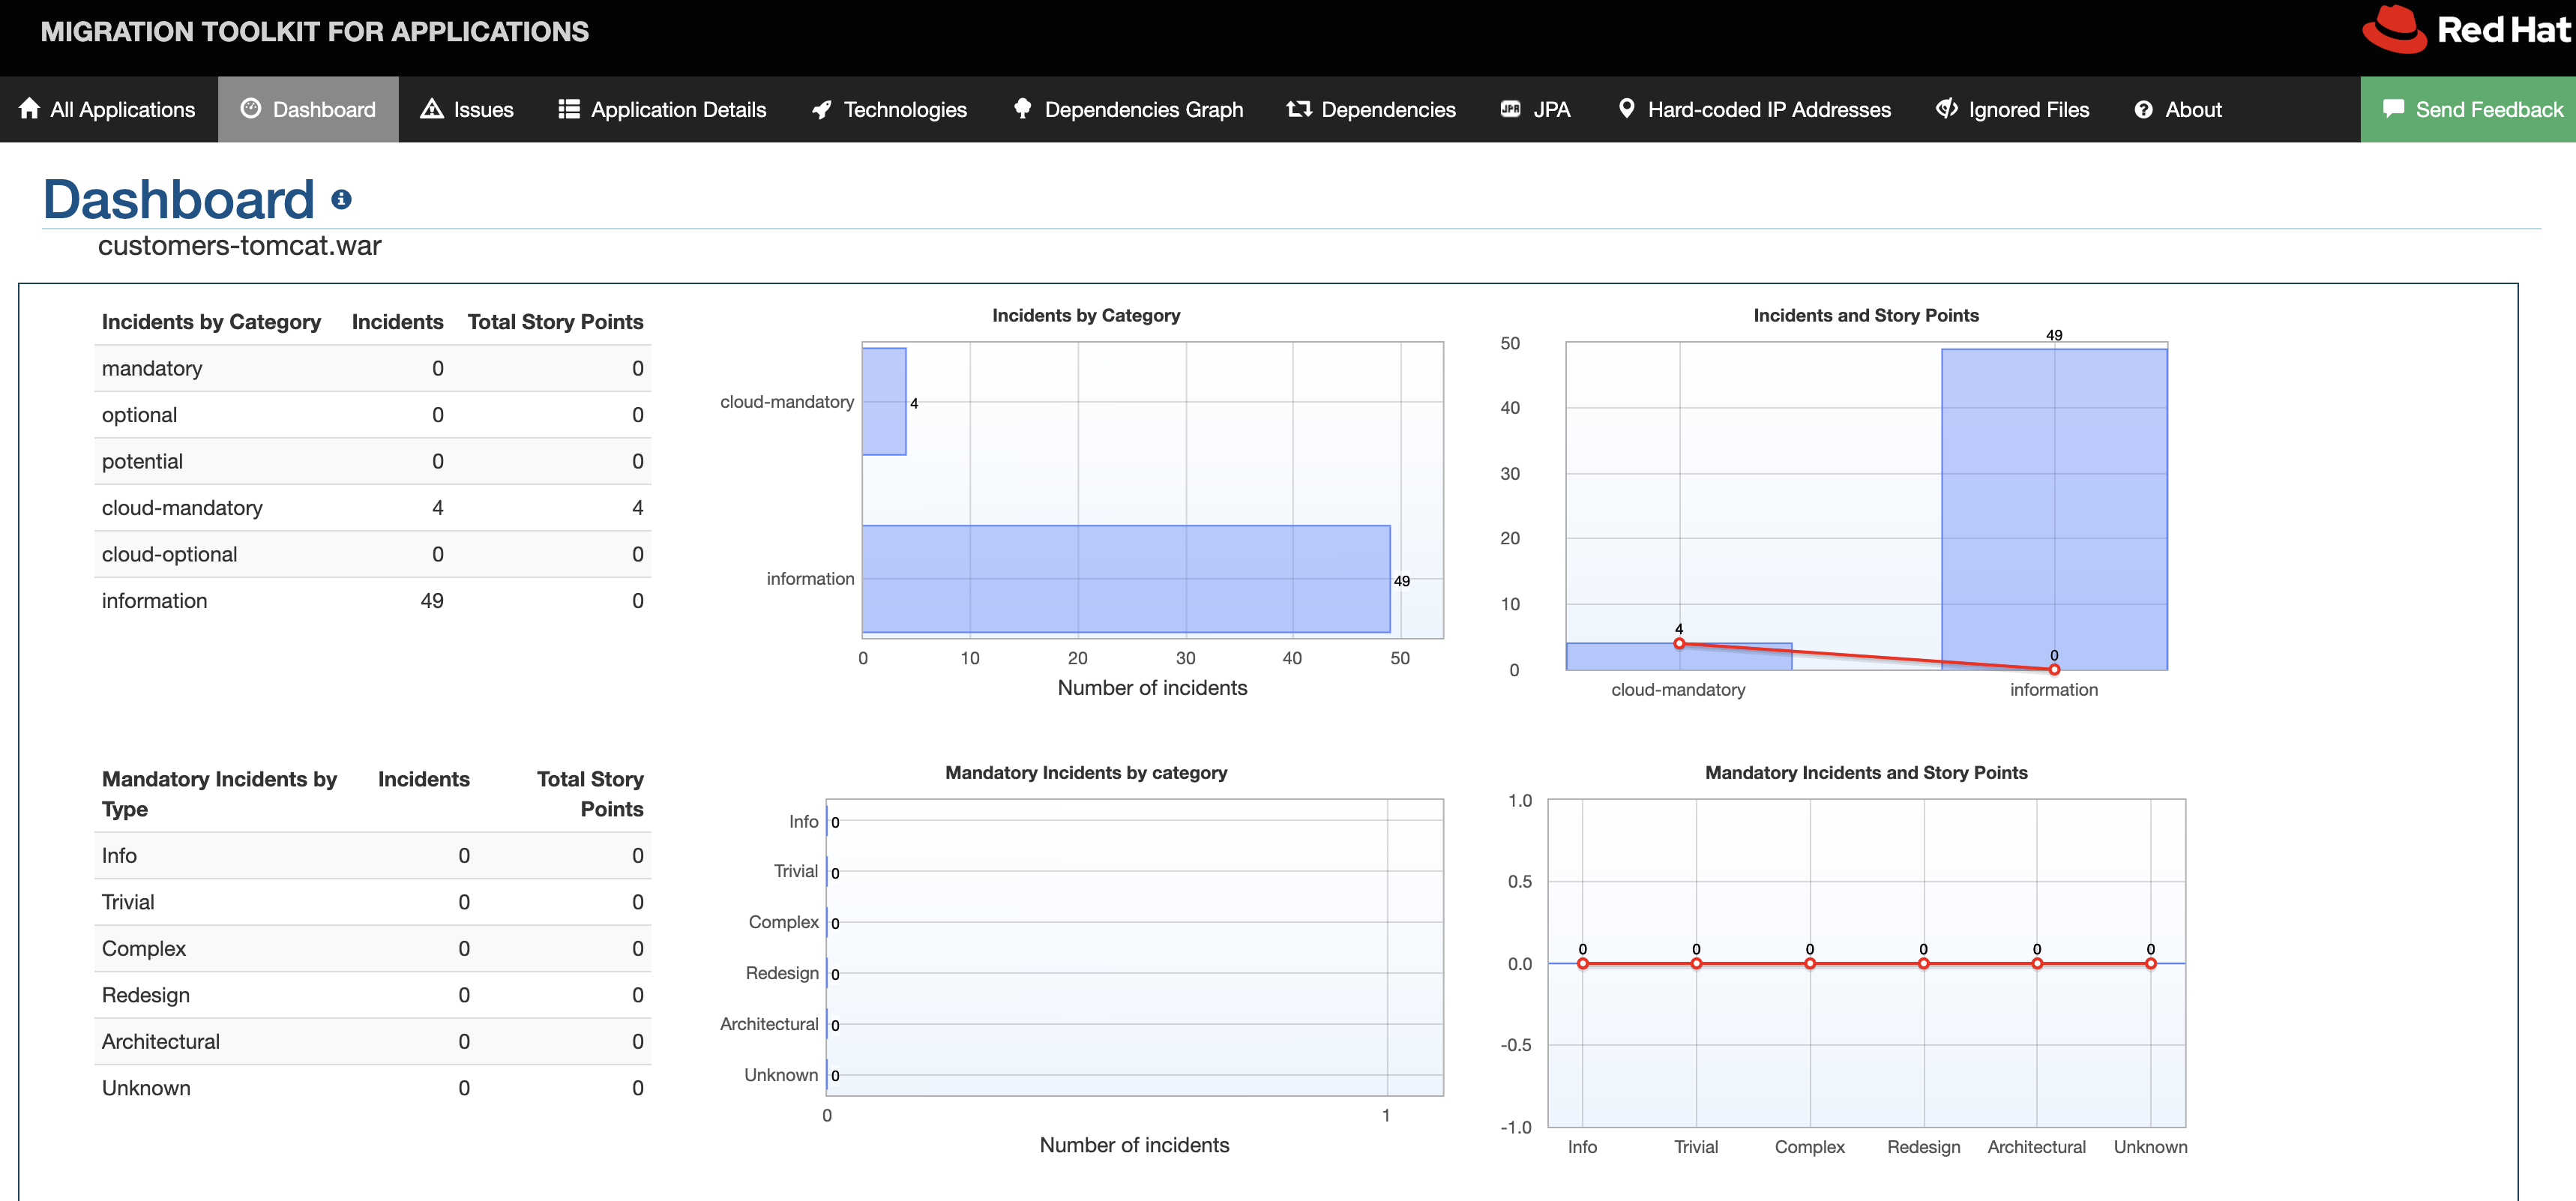 MIGRATION TOOLKIT FOR APPLICATIONS
Red Hat
All Applications Dashboard Issues Application Details Technologies Dependencies Graph Dependencies JPA JPA Hard-coded IP Addresses Ignored Files About Send Feedback
Dashboard
customers-tomcat.war
Incidents by Category Incidents Total Story Points
mandatory 0 0
optional 0 0
potential 0 0
cloud-mandatory 4 4
cloud-optional 0 0
information 49 0
Incidents by Category
cloud-mandatory 4
information 49
0 10 20 30 40 50
Number of incidents
Incidents and Story Points
49
50
40
30
20
10
0
4
0
cloud-mandatory information
Mandatory Incidents by Type Incidents Total Story Points
Info 0 0
Trivial 0 0
Complex 0 0
Redesign 0 0
Architectural 0 0
Unknown 0 0
Mandatory Incidents by category
Info 0
Trivial 0
Complex 0
Redesign 0
Architectural 0
Unknown 0
0 1
Number of incidents
Mandatory Incidents and Story Points
1.0
0.5
0.0
-0.5
-1.0
0 0 0 0 0 0
Info Trivial Complex Redesign Architectural Unknown